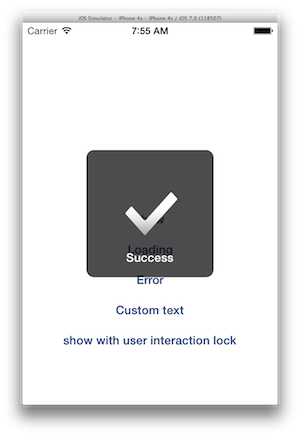 iOS Simulator - iPhone 4s - iPhone 4s / iOS 7.0 (11B507)
Carrier 7:55 AM
Loading
Success
Error
Custom text
show with user interaction lock